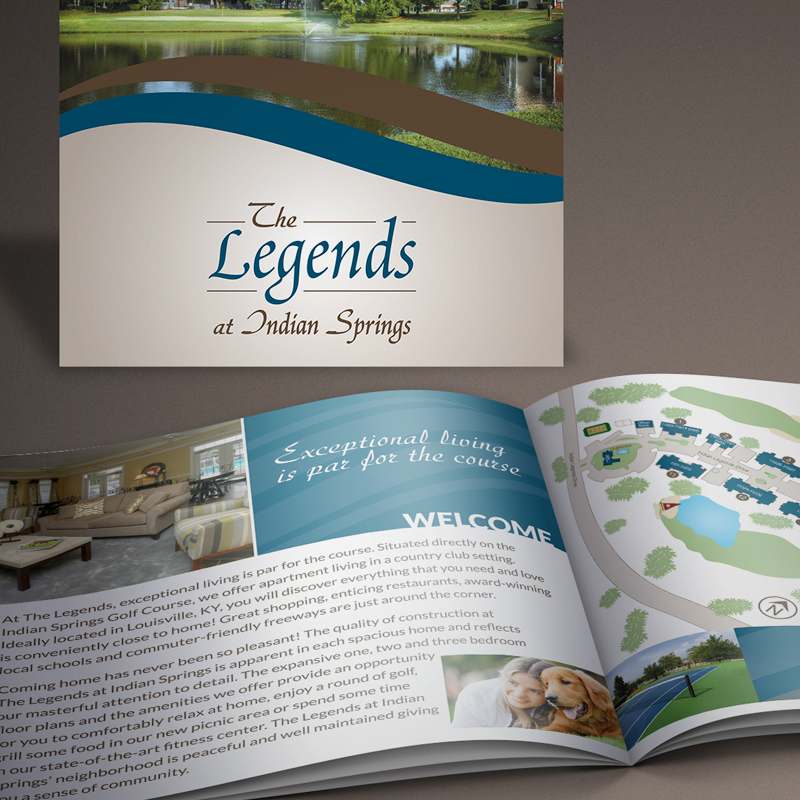 The
Legends
at Indian Springs
Exceptional living
is par for the course
WELCOME
At The Legends, exceptional living is par for the course. Situated directly on the
Indian Springs Golf Course, we offer apartment living in a country club setting.
Ideally located in Louisville, KY, you will discover everything that you need and love
is conveniently close to home! Great shopping, enticing restaurants, award-winning
local schools and commuter-friendly freeways are just around the corner.
Coming home has never been so pleasant! The quality of construction at
The Legends at Indian Springs is apparent in each spacious home and reflects
our masterful attention to detail. The expansive one, two and three bedroom
floor plans and the amenities we offer provide an opportunity
for you to comfortably relax at home, enjoy a round of golf,
grill some food in our new picnic area or spend some time
n our state-of-the-art fitness center. The Legends at Indian
prings' neighborhood is peaceful and well maintained giving
ou a sense of community.